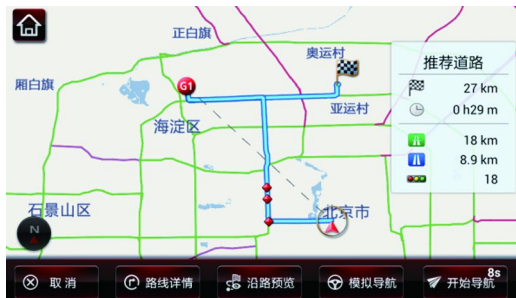 正白旗
奥运村
推荐道路
27 km
G1
厢白旗
亚运村
0 h29 m
海淀区
18 km
8.9 km
18
石景山区
北京市
N
取消
路线详情
沿路预览
模拟导航
开始导航
8s